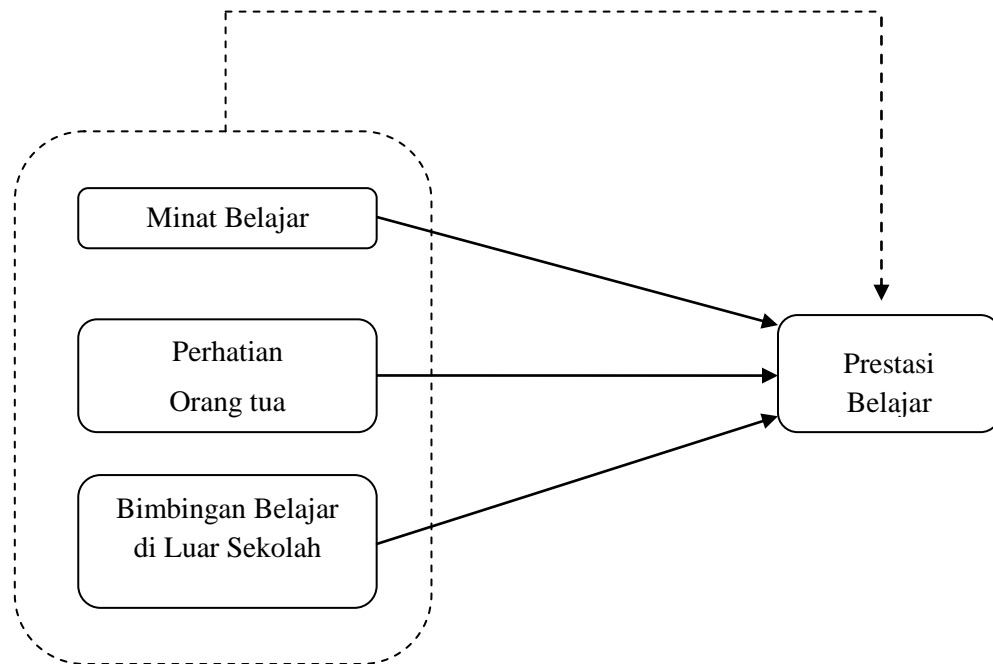 Minat Belajar
Perhatian
Orang tua
Bimbingan Belajar
di Luar Sekolah
Prestasi
Belajar